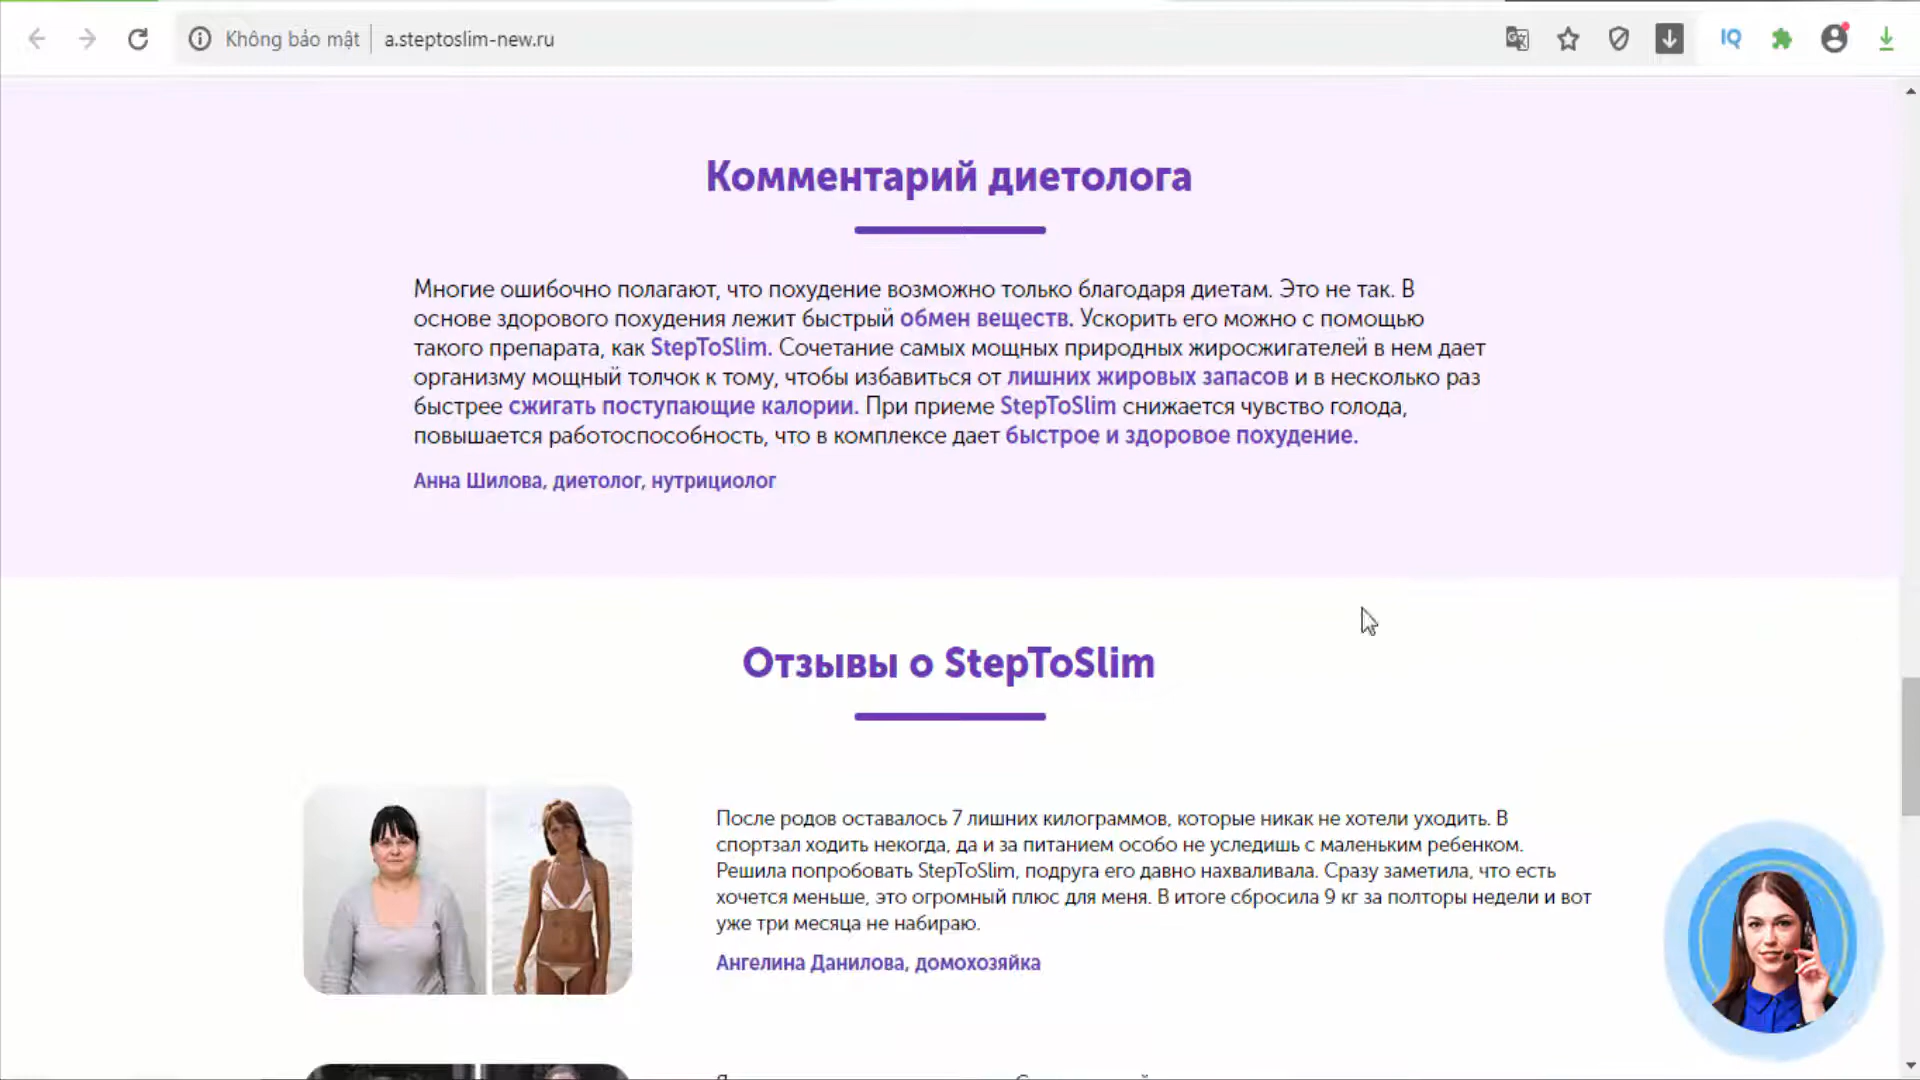 Không bảo mật
a.steptoslim-new.ru
IQ
Комментарий диетолога
Многие ошибочно полагают, что похудение возможно только благодаря диетам. Это не так. В
основе здорового похудения лежит быстрый обмен веществ. Ускорить его можно с помощью
такого препарата, как StepToSlim. Сочетание самых мощных природных жиросжигателей в нем дает
организму мощный толчок к тому, чтобы избавиться от лишних жировых запасов и в несколько раз
быстрее сжигать поступающие калории. При приеме StepToSlim снижается чувство голода,
повышается работоспособность, что в комплексе дает быстрое и здоровое похудение.
Анна Шилова, диетолог, нутрициолог
Отзывы о StepToSlim
После родов оставалось 7 лишних килограммов, которые никак не хотели уходить. В
спортзал ходить некогда, да и за питанием особо не уследишь с маленьким ребенком.
Решила попробовать StepToSlim, подруга его давно нахваливала. Сразу заметила, что есть
хочется меньше, это огромный плюс для меня. В итоге сбросила 9 кг за полторы недели и вот
уже три месяца не набираю.
Ангелина Данилова, домохозяйка